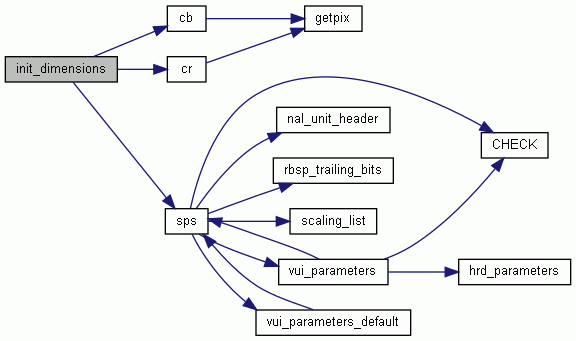 cb
getpix
init_dimensions
cr
nal_unit_header
CHECK
rbsp_trailing_bits
sps
scaling_list
vui_parameters
hrd_parameters
vui_parameters_default